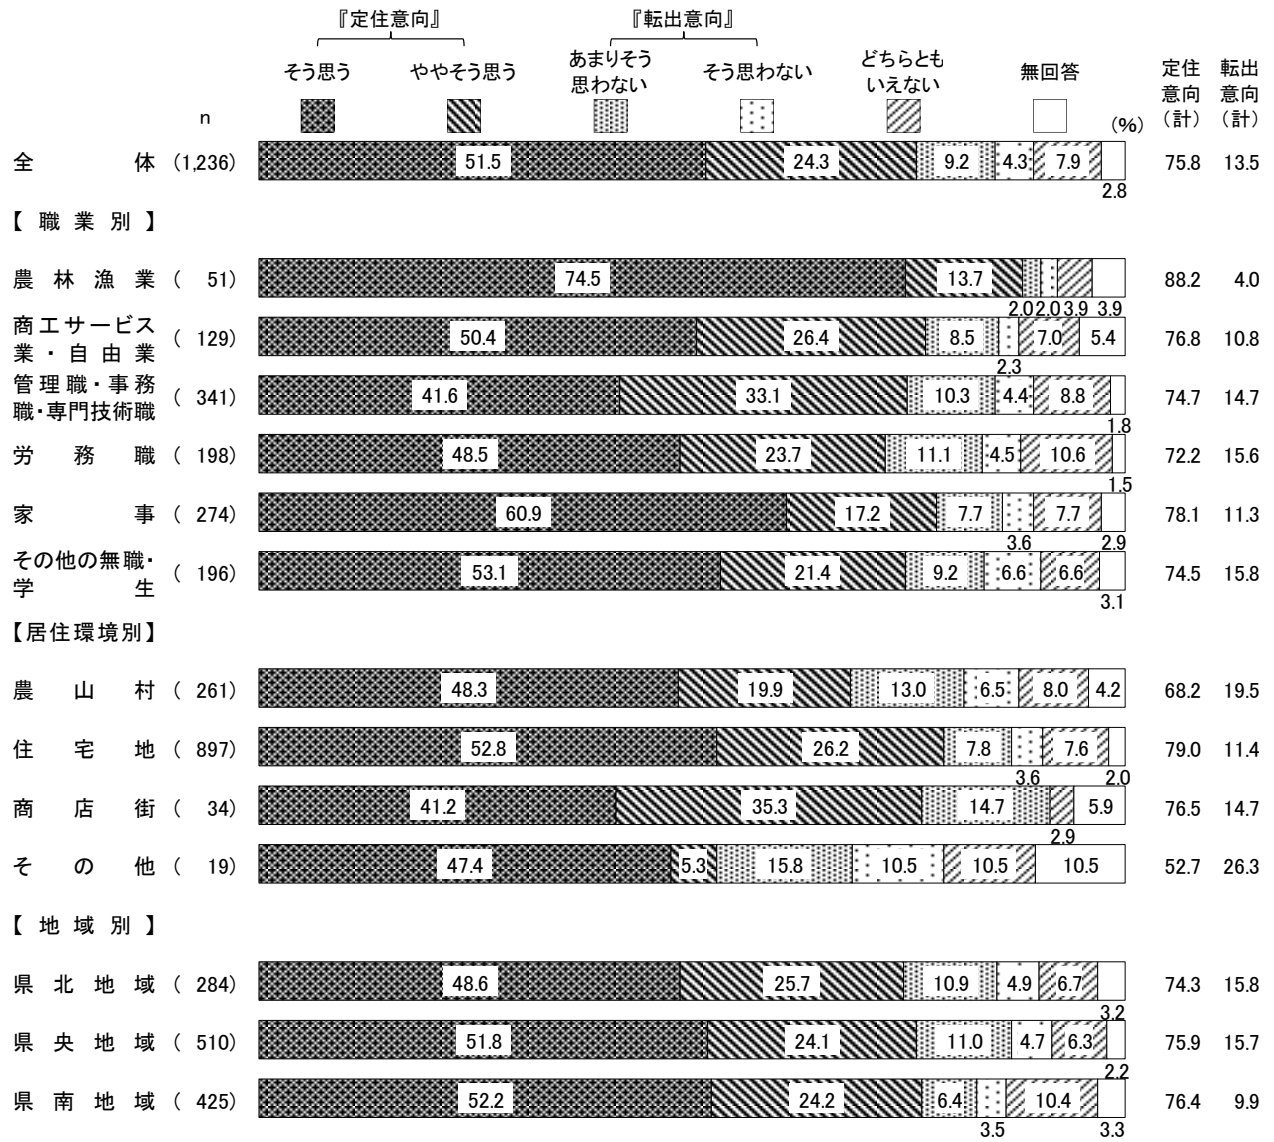 『定住意向』 『転出意向』
そう思う ややそう思う あまりそう思わない そう思わない どちらともいえない 無回答 定住意向(計) 転出意向(計)
n (%)
全体 (1,236) 51.5 24.3 9.2 4.3 7.9 2.8 75.8 13.5
【職業別】
農林漁業 (51) 74.5 13.7 2.0 2.0 3.9 3.9 88.2 4.0
商工サービス業・自由業 (129) 50.4 26.4 8.5 2.3 7.0 5.4 76.8 10.8
管理職・事務職・専門技術職 (341) 41.6 33.1 10.3 4.4 8.8 1.8 74.7 14.7
労務職 (198) 48.5 23.7 11.1 4.5 10.6 1.5 72.2 15.6
家事 (274) 60.9 17.2 7.7 3.6 7.7 2.9 78.1 11.3
その他の無職・学生 (196) 53.1 21.4 9.2 6.6 6.6 3.1 74.5 15.8
【居住環境別】
農山村 (261) 48.3 19.9 13.0 6.5 8.0 4.2 68.2 19.5
住宅地 (897) 52.8 26.2 7.8 3.6 7.6 2.0 79.0 11.4
商店街 (34) 41.2 35.3 14.7 2.9 5.9 76.5 14.7
その他 (19) 47.4 5.3 15.8 10.5 10.5 10.5 52.7 26.3
【地域別】
県北地域 (284) 48.6 25.7 10.9 4.9 6.7 3.2 74.3 15.8
県央地域 (510) 51.8 24.1 11.0 4.7 6.3 2.2 75.9 15.7
県南地域 (425) 52.2 24.2 6.4 3.5 10.4 3.3 76.4 9.9